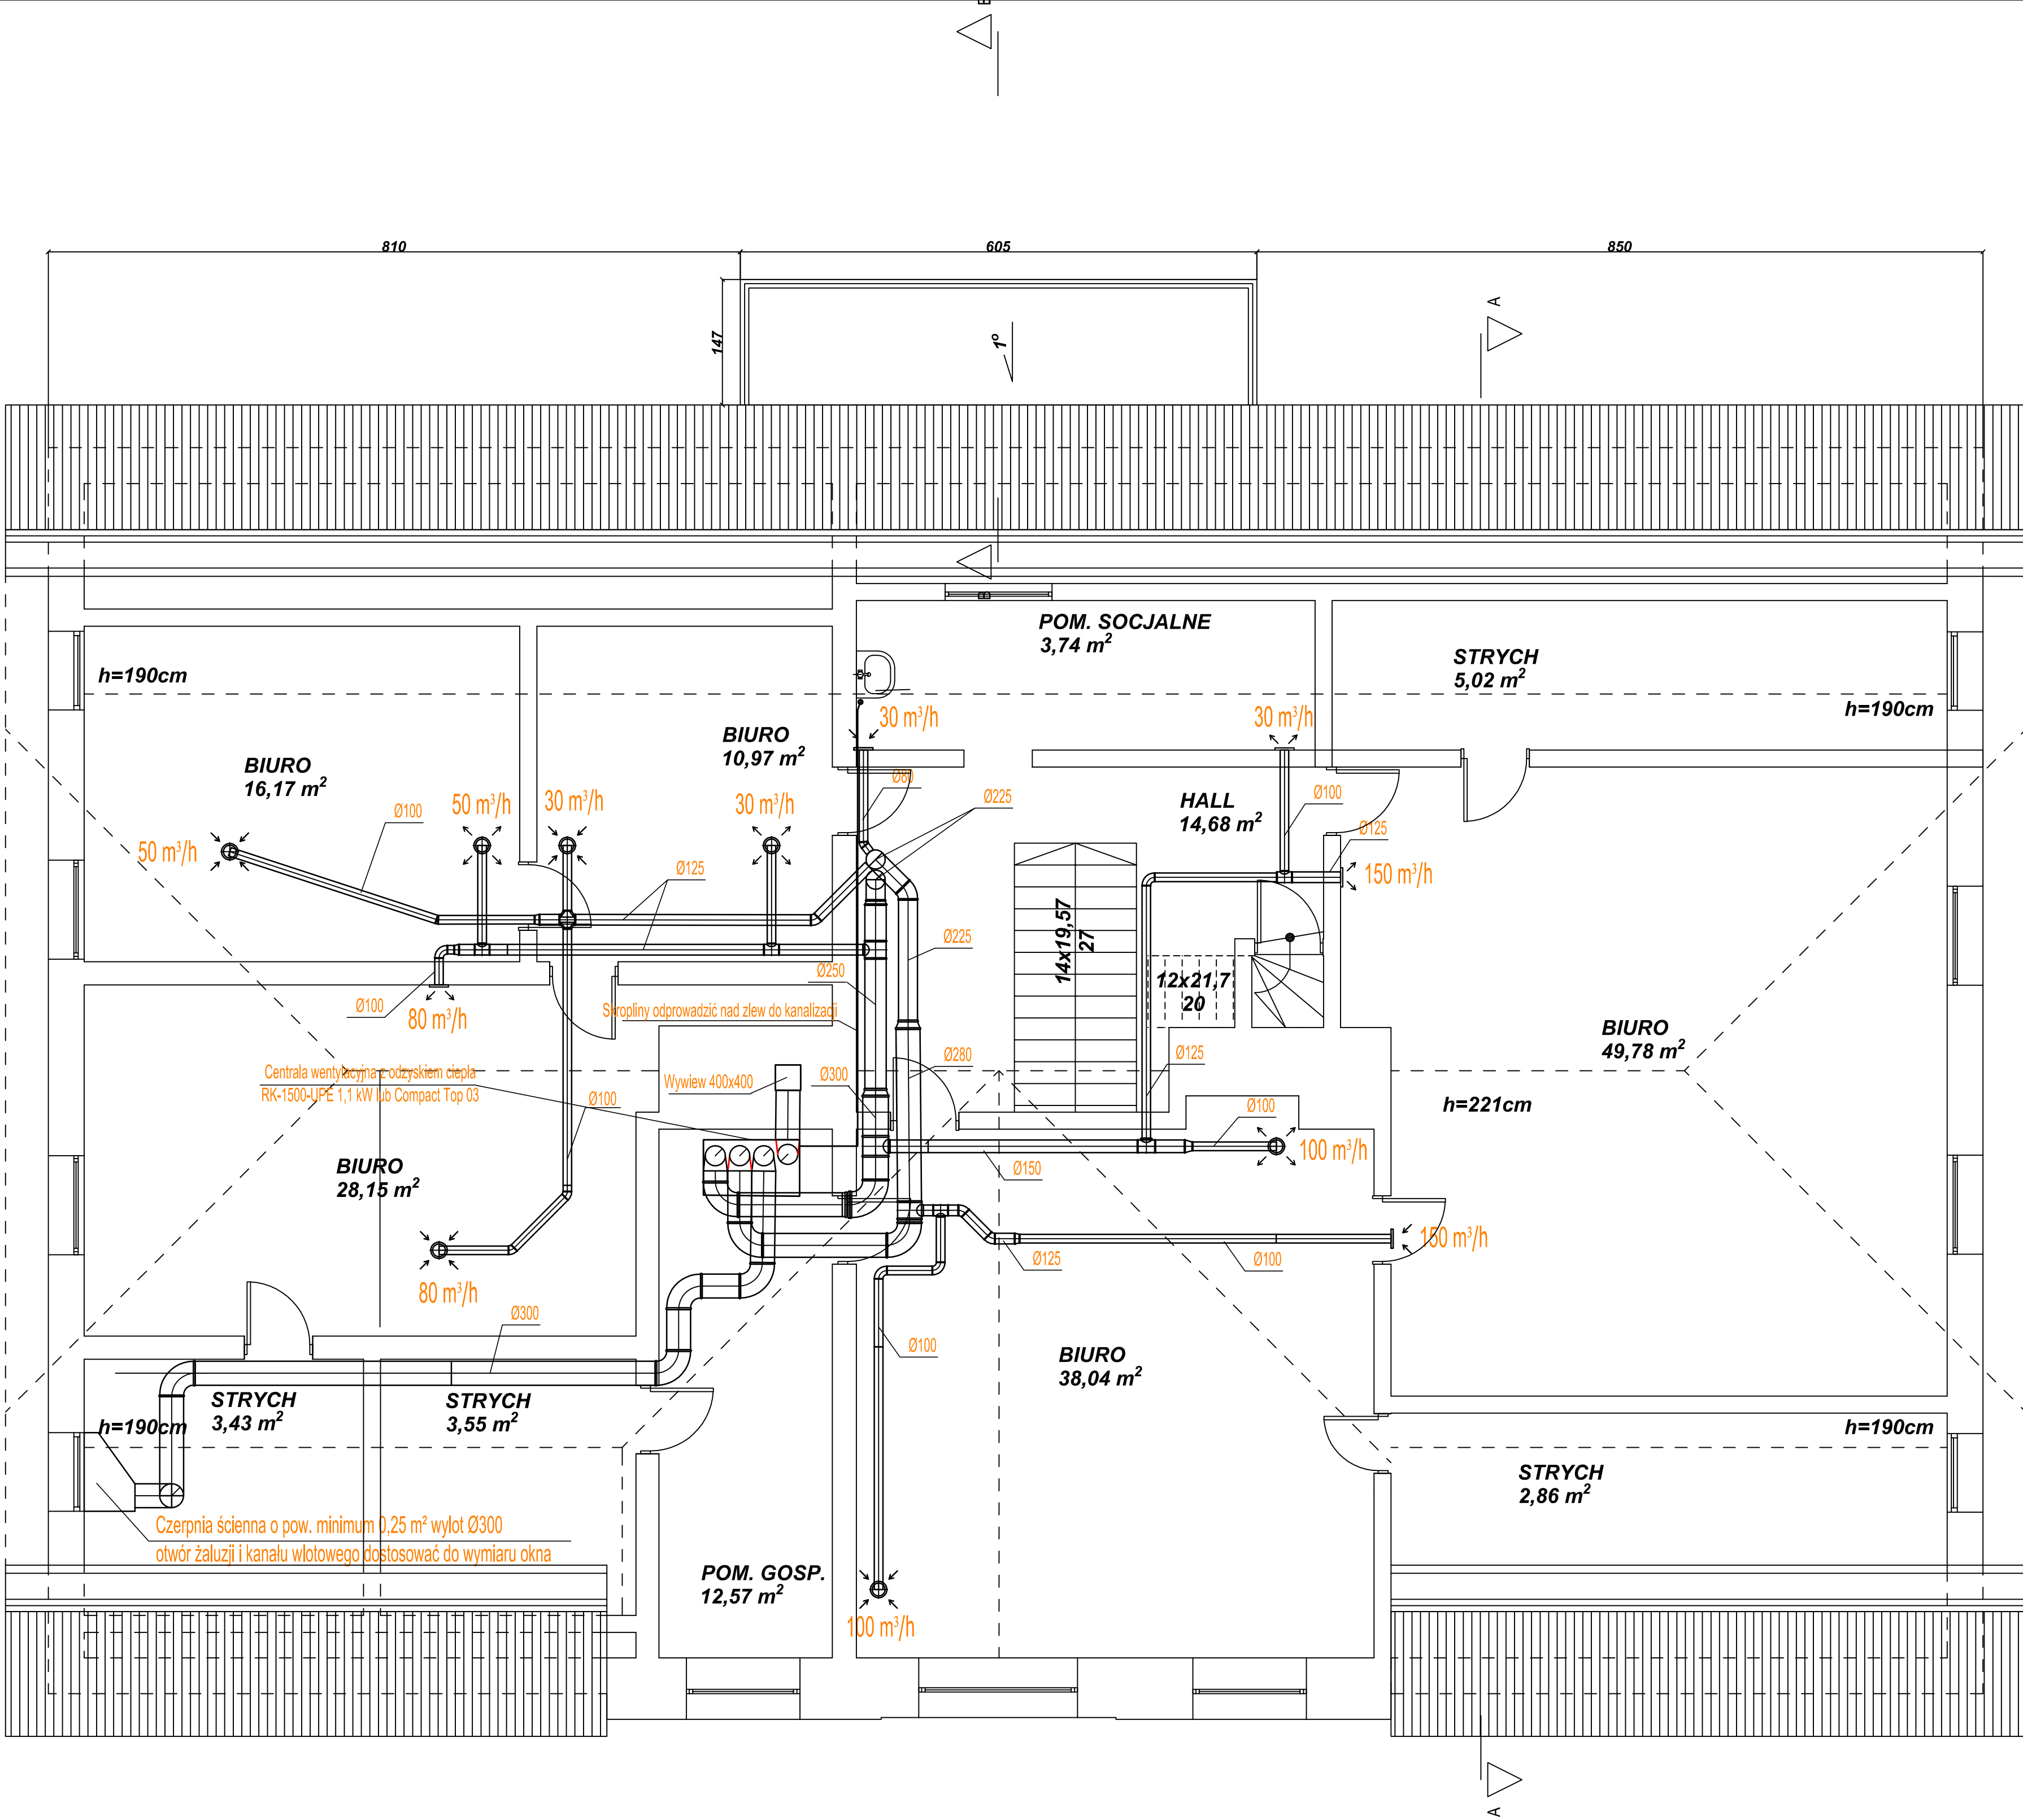 810
605
850
147
1°
A
POM. SOCJALNE
3,74 m²
STRYCH
5,02 m²
h=190cm
h=190cm
30 m³/h
30 m³/h
BIURO
10,97 m²
BIURO
16,17 m²
Ø80
Ø225
HALL
14,68 m²
Ø100
Ø125
50 m³/h
30 m³/h
30 m³/h
Ø100
50 m³/h
Ø125
150 m³/h
14x19,57
27
Ø225
Ø250
12x21,7
20
Ø100
80 m³/h
Skropliny odprowadzić nad zlew do kanalizacji
BIURO
49,78 m²
Centrala wentylacyjna z odzyskiem ciepła
RK-1500-UPE 1,1 kW lub Compact Top 03
Wywiew 400x400
Ø300
Ø280
Ø125
Ø100
Ø100
h=221cm
100 m³/h
BIURO
28,15 m²
Ø150
150 m³/h
Ø125
Ø100
80 m³/h
Ø300
Ø100
BIURO
38,04 m²
STRYCH
3,43 m²
STRYCH
3,55 m²
h=190cm
h=190cm
STRYCH
2,86 m²
Czerpnia ścienna o pow. minimum 0,25 m² wylot Ø300
otwór żaluzji i kanału wlotowego dostosować do wymiaru okna
POM. GOSP.
12,57 m²
100 m³/h
A